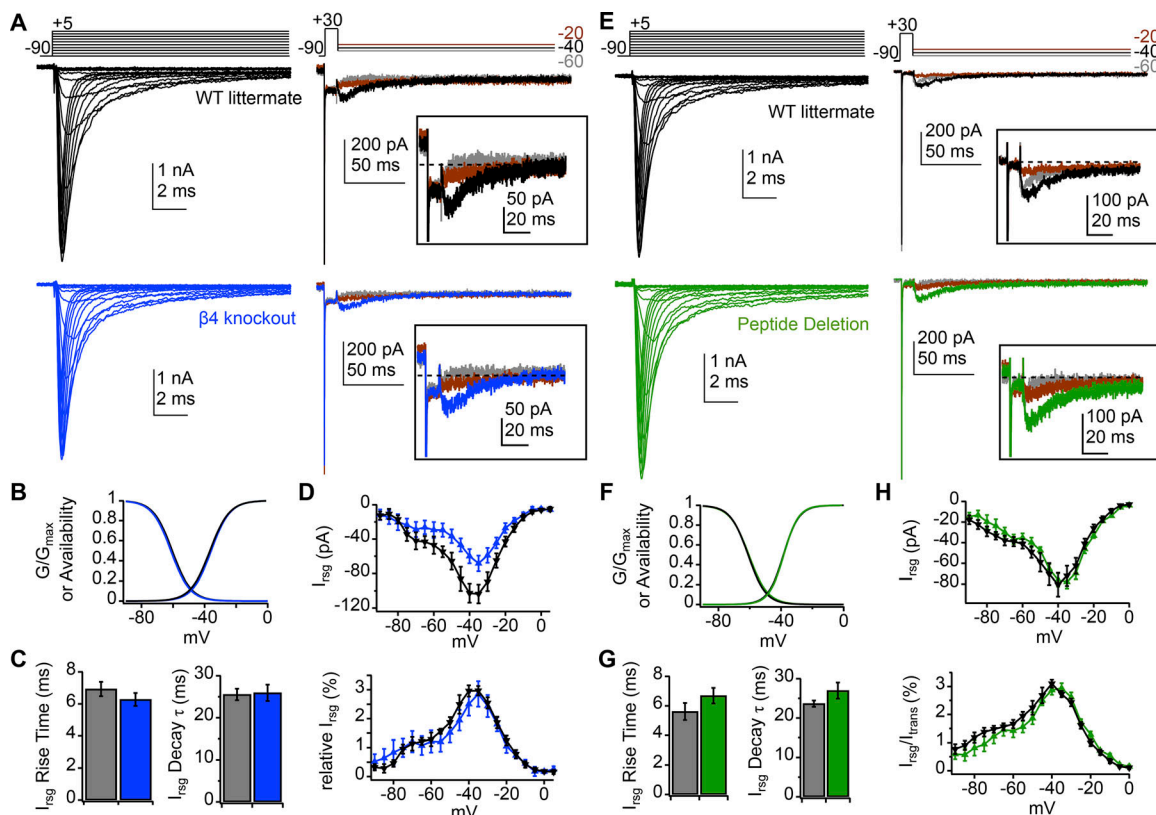 A
+5
-90
+30
-90
-20
-40
-60
WT littermate
1 nA
2 ms
200 pA
50 ms
50 pA
20 ms
β4 knockout
1 nA
2 ms
200 pA
50 ms
50 pA
20 ms
E
+5
-90
+30
-90
-20
-40
-60
WT littermate
1 nA
2 ms
200 pA
50 ms
100 pA
20 ms
Peptide Deletion
1 nA
2 ms
200 pA
50 ms
100 pA
20 ms
B
G/Gmax
or Availability
1
0.8
0.6
0.4
0.2
0
-80 -40 0
mV
D
Irsg (pA)
0
-40
-80
-120
-80 -60 -40 -20 0
mV
F
G/Gmax
or Availability
1
0.8
0.6
0.4
0.2
0
-80 -40 0
mV
H
Irsg (pA)
0
-20
-40
-60
-80
-80 -60 -40 -20 0
mV
C
Irsg Rise Time (ms)
8
6
4
2
0
Irsg Decay τ (ms)
30
20
10
0
relative Irsg (%)
3
2
1
0
-80 -60 -40 -20 0
mV
G
Irsg Rise Time (ms)
8
6
4
2
0
Irsg Decay τ (ms)
30
20
10
0
Irsg/Itrans (%)
3
2
1
0
-80 -60 -40 -20 0
mV